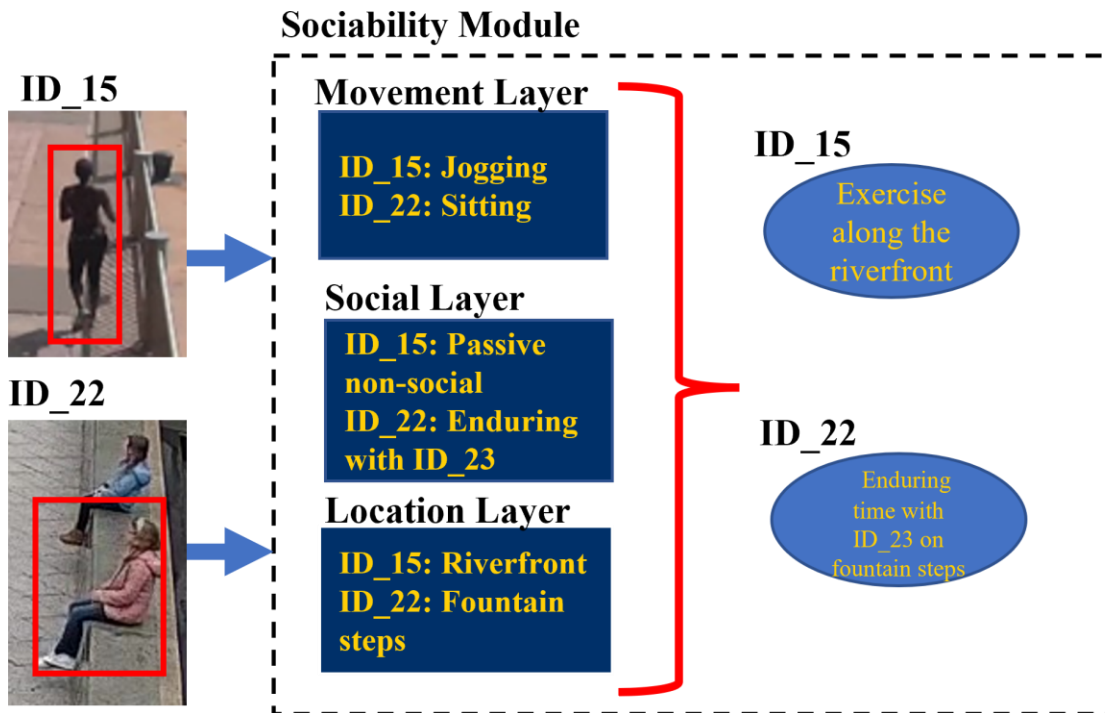 Sociability Module
ID_15
Movement Layer
ID_15: Jogging
ID_22: Sitting
Social Layer
ID_15: Passive
non-social
ID_22: Enduring
with ID_23
Location Layer
ID_15: Riverfront
ID_22: Fountain
steps
ID_22
ID_15
Exercise
along the
riverfront
ID_22
Enduring
time with
ID_23 on
fountain steps